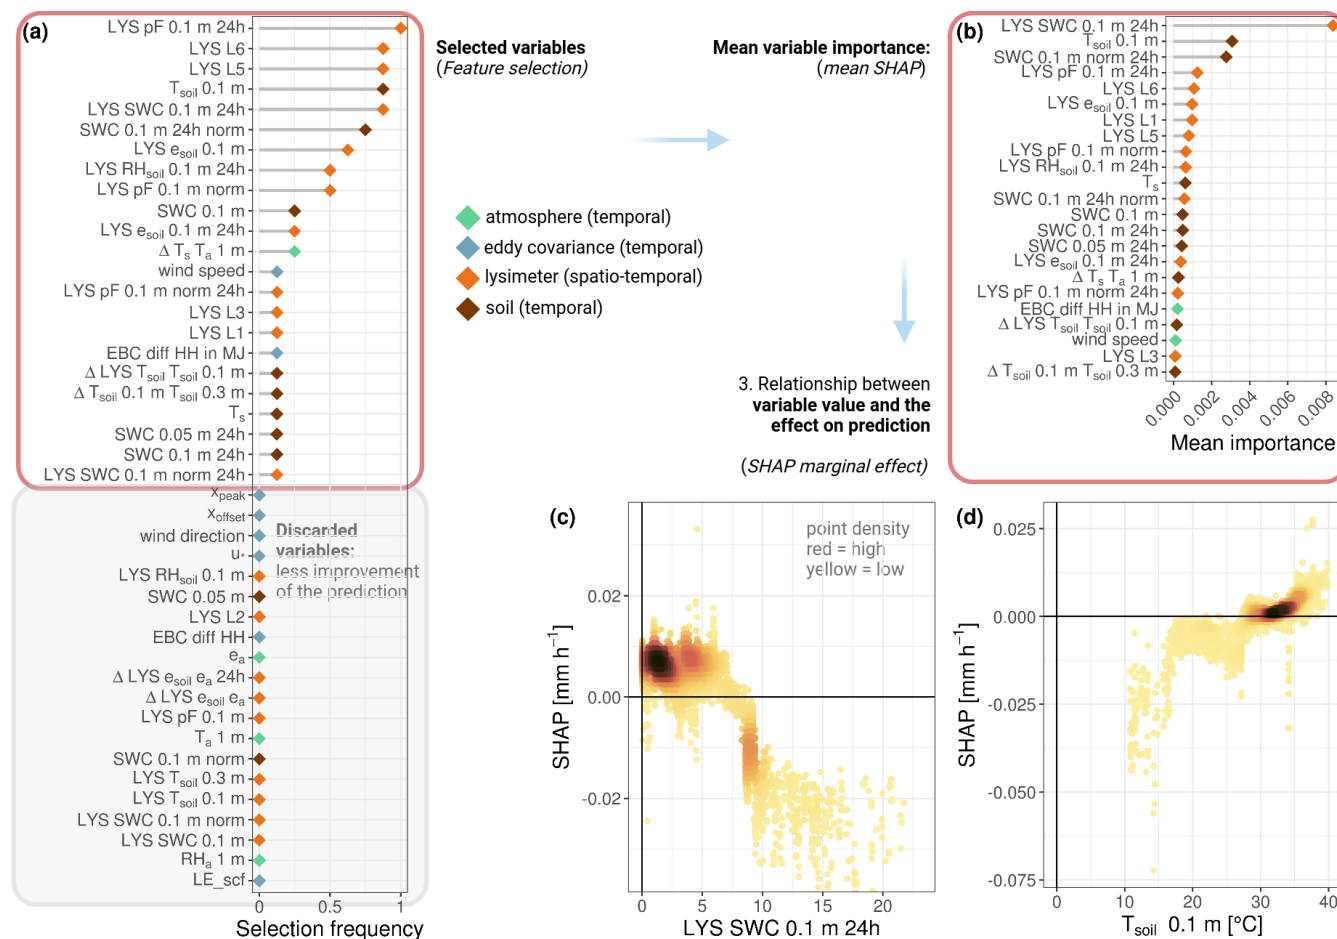 (a)
LYS pF 0.1 m 24h
LYS L6
LYS L5
Tsoil 0.1 m
LYS SWC 0.1 m 24h
SWC 0.1 m 24h norm
LYS esoil 0.1 m
LYS RHsoil 0.1 m 24h
LYS pF 0.1 m norm
SWC 0.1 m
LYS esoil 0.1 m 24h
Δ Ts Ta 1 m
wind speed
LYS pF 0.1 m norm 24h
LYS L3
LYS L1
EBC diff HH in MJ
Δ LYS Tsoil Tsoil 0.1 m
Δ Tsoil 0.1 m Tsoil 0.3 m
Ts
SWC 0.05 m 24h
SWC 0.1 m 24h
LYS SWC 0.1 m norm 24h
xpeak
xoffset
wind direction
u*
LYS RHsoil 0.1 m
SWC 0.05 m
LYS L2
EBC diff HH
ea
Δ LYS esoil ea 24h
Δ LYS esoil ea
LYS pF 0.1 m
Ta 1 m
SWC 0.1 m norm
LYS Tsoil 0.3 m
LYS Tsoil 0.1 m
LYS SWC 0.1 m norm
LYS SWC 0.1 m
RHa 1 m
LE_scf
Discarded
variables:
less improvement
of the prediction
0 0.5 1
Selection frequency
Selected variables
(Feature selection)
Mean variable importance:
(mean SHAP)
atmosphere (temporal)
eddy covariance (temporal)
lysimeter (spatio-temporal)
soil (temporal)
3. Relationship between
variable value and the
effect on prediction
(SHAP marginal effect)
(b)
LYS SWC 0.1 m 24h
Tsoil 0.1 m
SWC 0.1 m norm 24h
LYS pF 0.1 m 24h
LYS L6
LYS esoil 0.1 m
LYS L1
LYS L5
LYS pF 0.1 m norm
LYS RHsoil 0.1 m 24h
Ts
SWC 0.1 m 24h norm
SWC 0.1 m
SWC 0.1 m 24h
SWC 0.05 m 24h
LYS esoil 0.1 m 24h
Δ Ts Ta 1 m
LYS pF 0.1 m norm 24h
EBC diff HH in MJ
Δ LYS Tsoil Tsoil 0.1 m
wind speed
LYS L3
Δ Tsoil 0.1 m Tsoil 0.3 m
0.000 0.002 0.004 0.006 0.008
Mean importance
(c)
point density
red = high
yellow = low
0.02
0.00
-0.02
SHAP [mm h⁻¹]
0 5 10 15 20
LYS SWC 0.1 m 24h
(d)
0.025
0.000
-0.025
-0.050
-0.075
SHAP [mm h⁻¹]
0 10 20 30 40
Tsoil 0.1 m [°C]